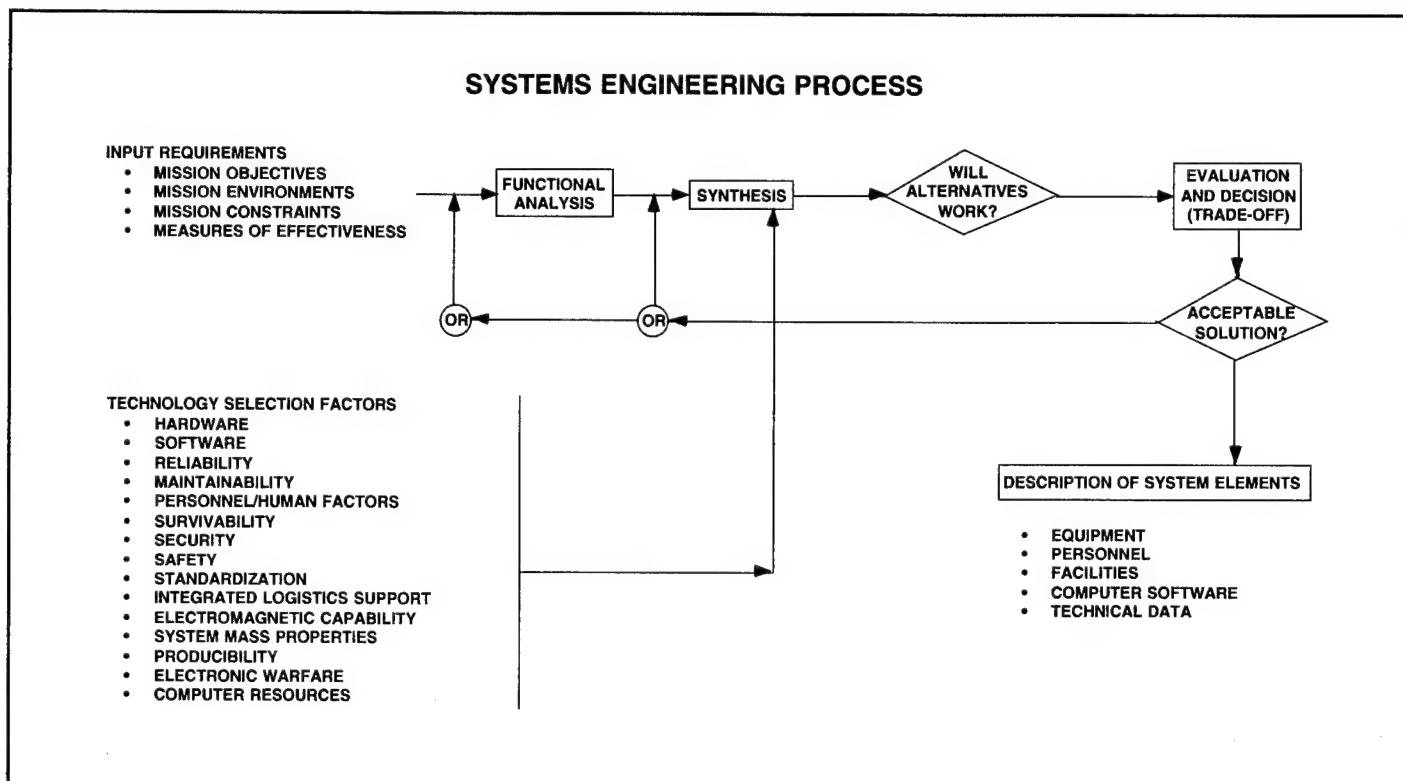 SYSTEMS ENGINEERING PROCESS
INPUT REQUIREMENTS
• MISSION OBJECTIVES
• MISSION ENVIRONMENTS
• MISSION CONSTRAINTS
• MEASURES OF EFFECTIVENESS
FUNCTIONAL
ANALYSIS
SYNTHESIS
WILL
ALTERNATIVES
WORK?
EVALUATION
AND DECISION
(TRADE-OFF)
OR
OR
ACCEPTABLE
SOLUTION?
TECHNOLOGY SELECTION FACTORS
• HARDWARE
• SOFTWARE
• RELIABILITY
• MAINTAINABILITY
• PERSONNEL/HUMAN FACTORS
• SURVIVABILITY
• SECURITY
• SAFETY
• STANDARDIZATION
• INTEGRATED LOGISTICS SUPPORT
• ELECTROMAGNETIC CAPABILITY
• SYSTEM MASS PROPERTIES
• PRODUCIBILITY
• ELECTRONIC WARFARE
• COMPUTER RESOURCES
DESCRIPTION OF SYSTEM ELEMENTS
• EQUIPMENT
• PERSONNEL
• FACILITIES
• COMPUTER SOFTWARE
• TECHNICAL DATA